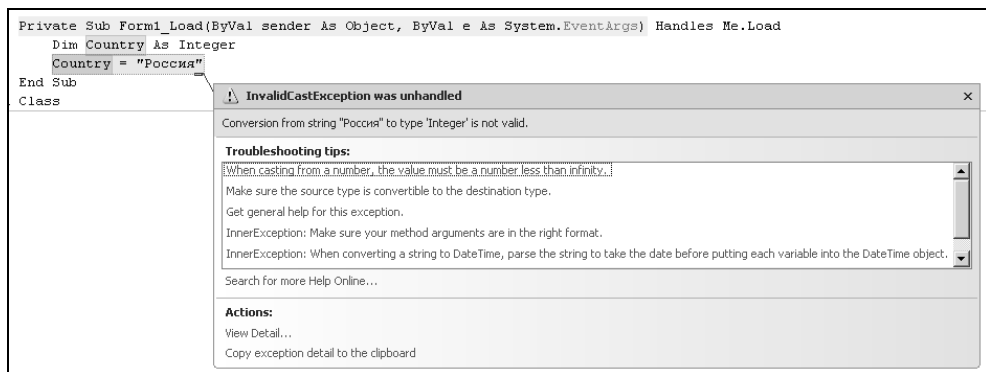 Private Sub Form1_Load(ByVal sender As Object, ByVal e As System.EventArgs) Handles Me.Load
Dim Country As Integer
Country = "Россия"
End Sub
Class
InvalidCastException was unhandled
Conversion from string "Россия" to type 'Integer' is not valid.
Troubleshooting tips:
When casting from a number, the value must be a number less than infinity.
Make sure the source type is convertible to the destination type.
Get general help for this exception.
InnerException: Make sure your method arguments are in the right format.
InnerException: When converting a string to DateTime, parse the string to take the date before putting each variable into the DateTime object.
Search for more Help Online...
Actions:
View Detail...
Copy exception detail to the clipboard